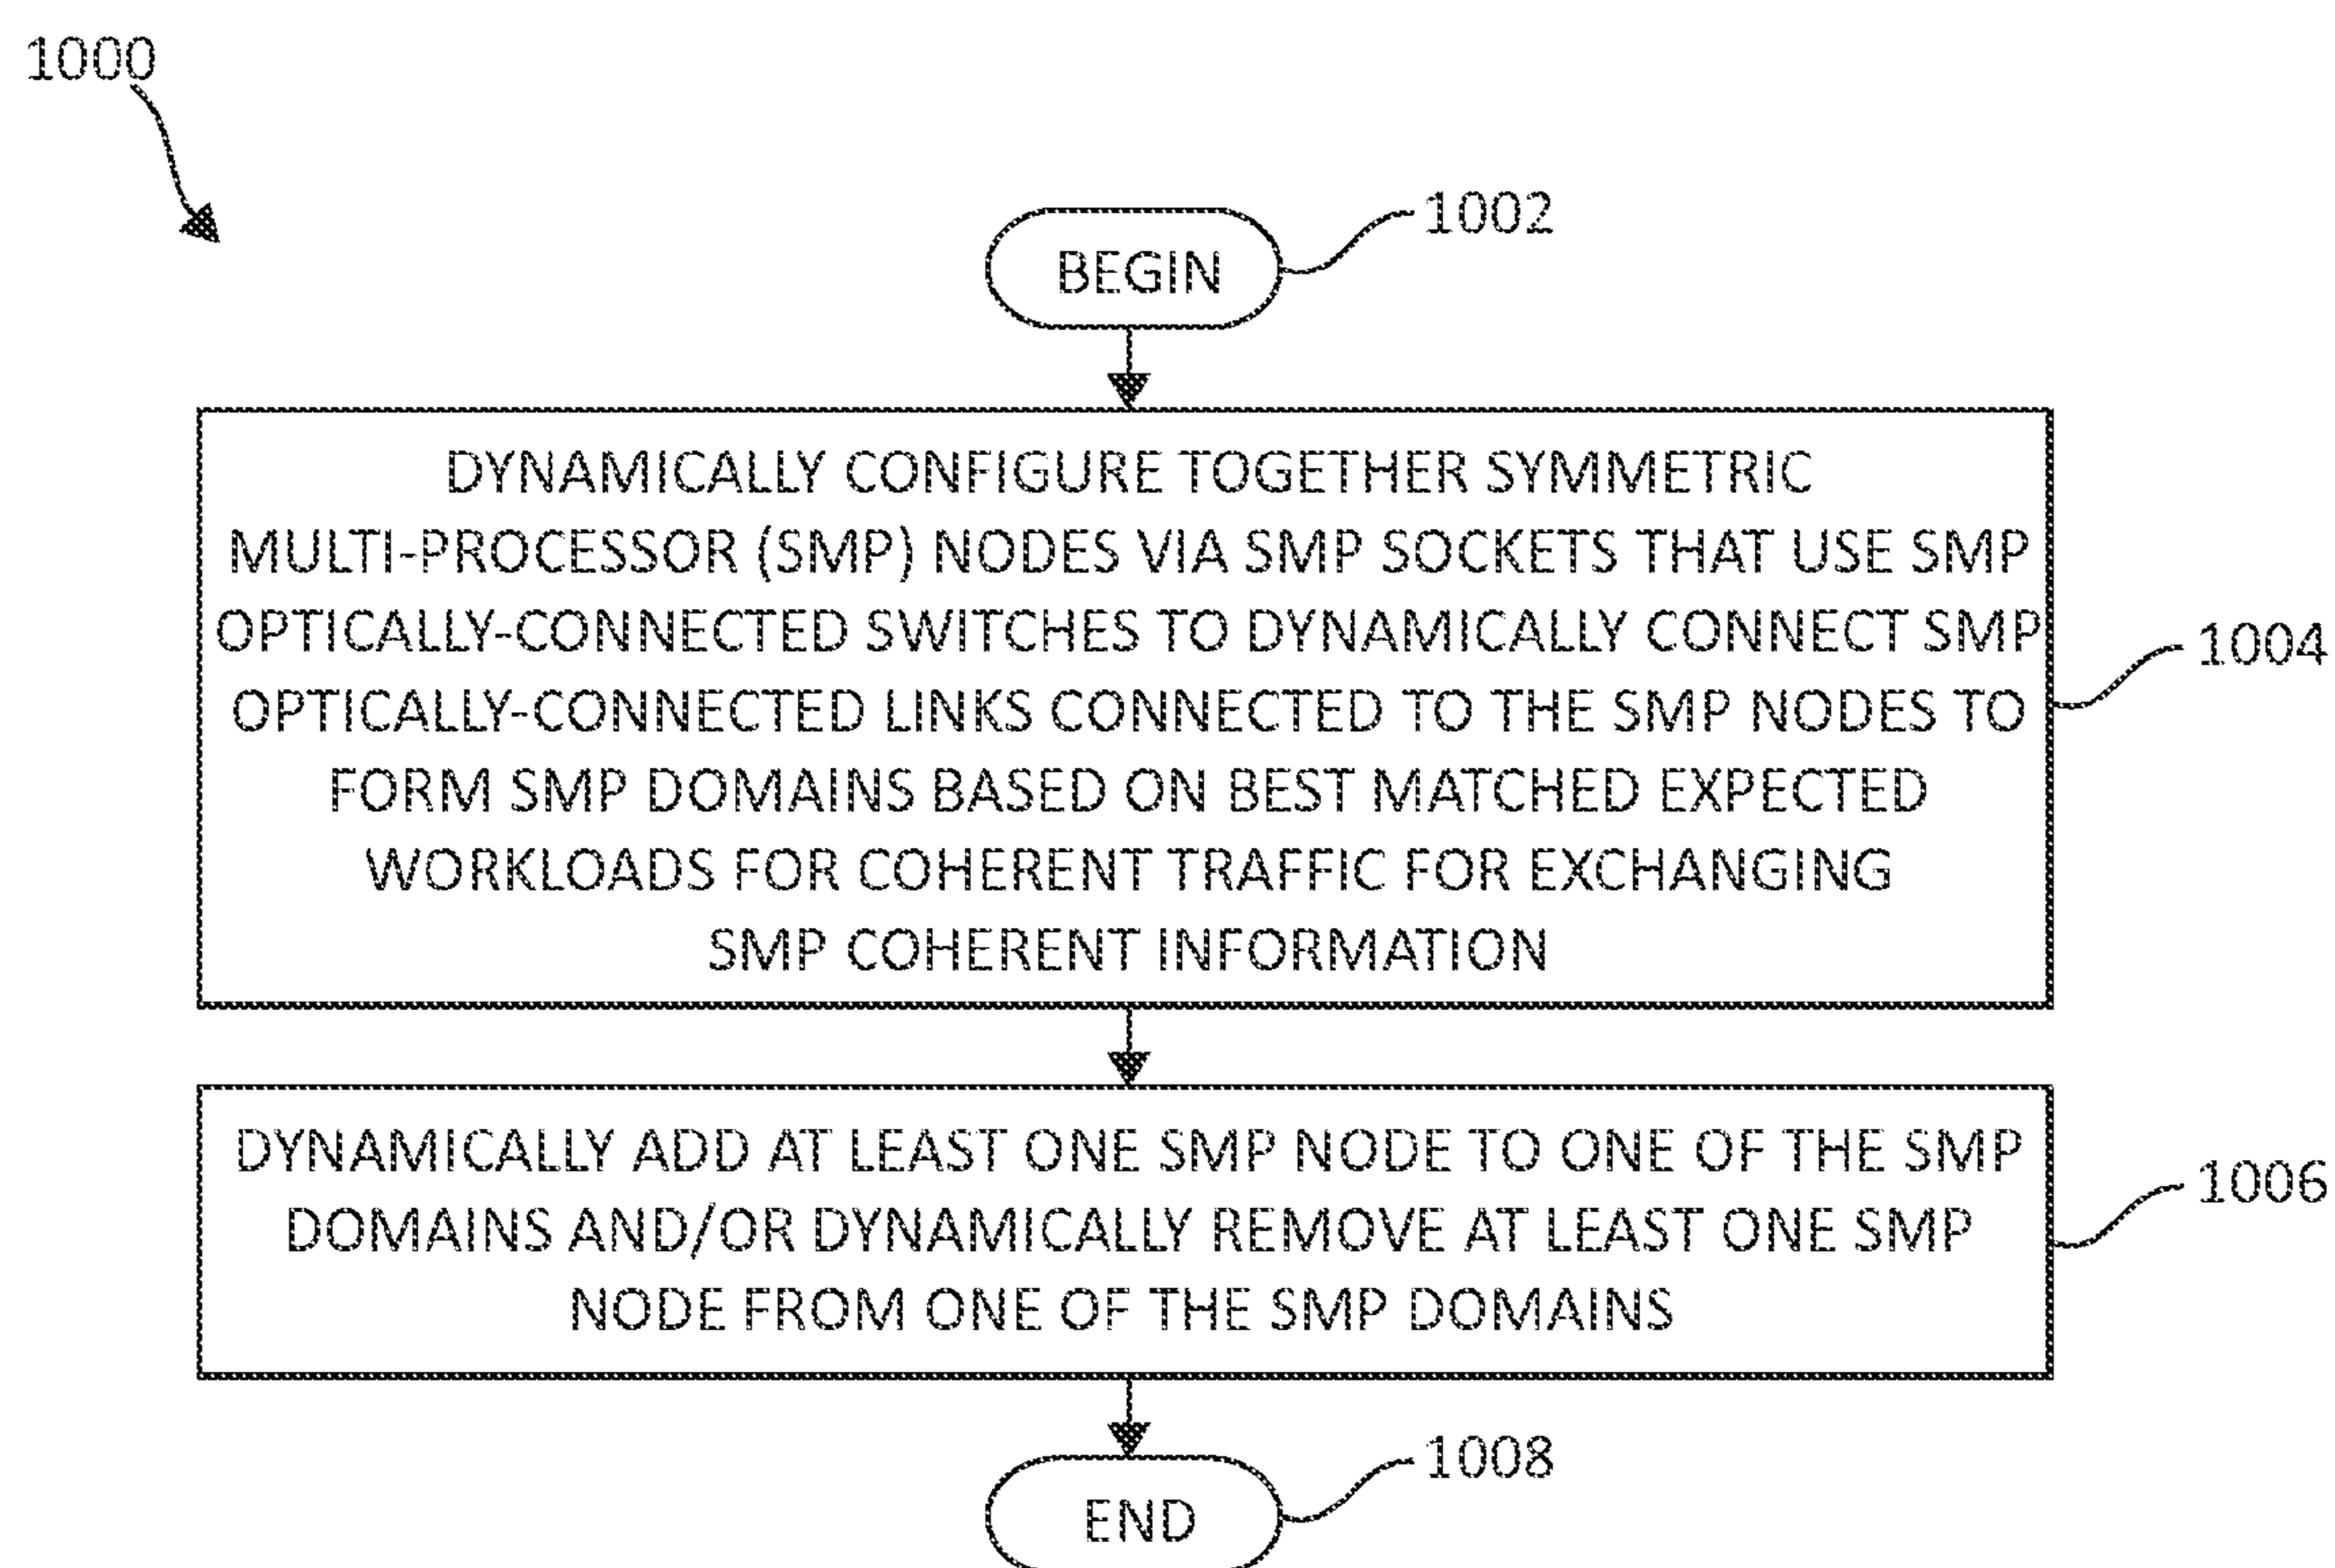 1000
1002
BEGIN
DYNAMICALLY CONFIGURE TOGETHER SYMMETRIC
MULTI-PROCESSOR (SMP) NODES VIA SMP SOCKETS THAT USE SMP
OPTICALLY-CONNECTED SWITCHES TO DYNAMICALLY CONNECT SMP
OPTICALLY-CONNECTED LINKS CONNECTED TO THE SMP NODES TO
FORM SMP DOMAINS BASED ON BEST MATCHED EXPECTED
WORKLOADS FOR COHERENT TRAFFIC FOR EXCHANGING
SMP COHERENT INFORMATION
1004
DYNAMICALLY ADD AT LEAST ONE SMP NODE TO ONE OF THE SMP
DOMAINS AND/OR DYNAMICALLY REMOVE AT LEAST ONE SMP
NODE FROM ONE OF THE SMP DOMAINS
1006
1008
END